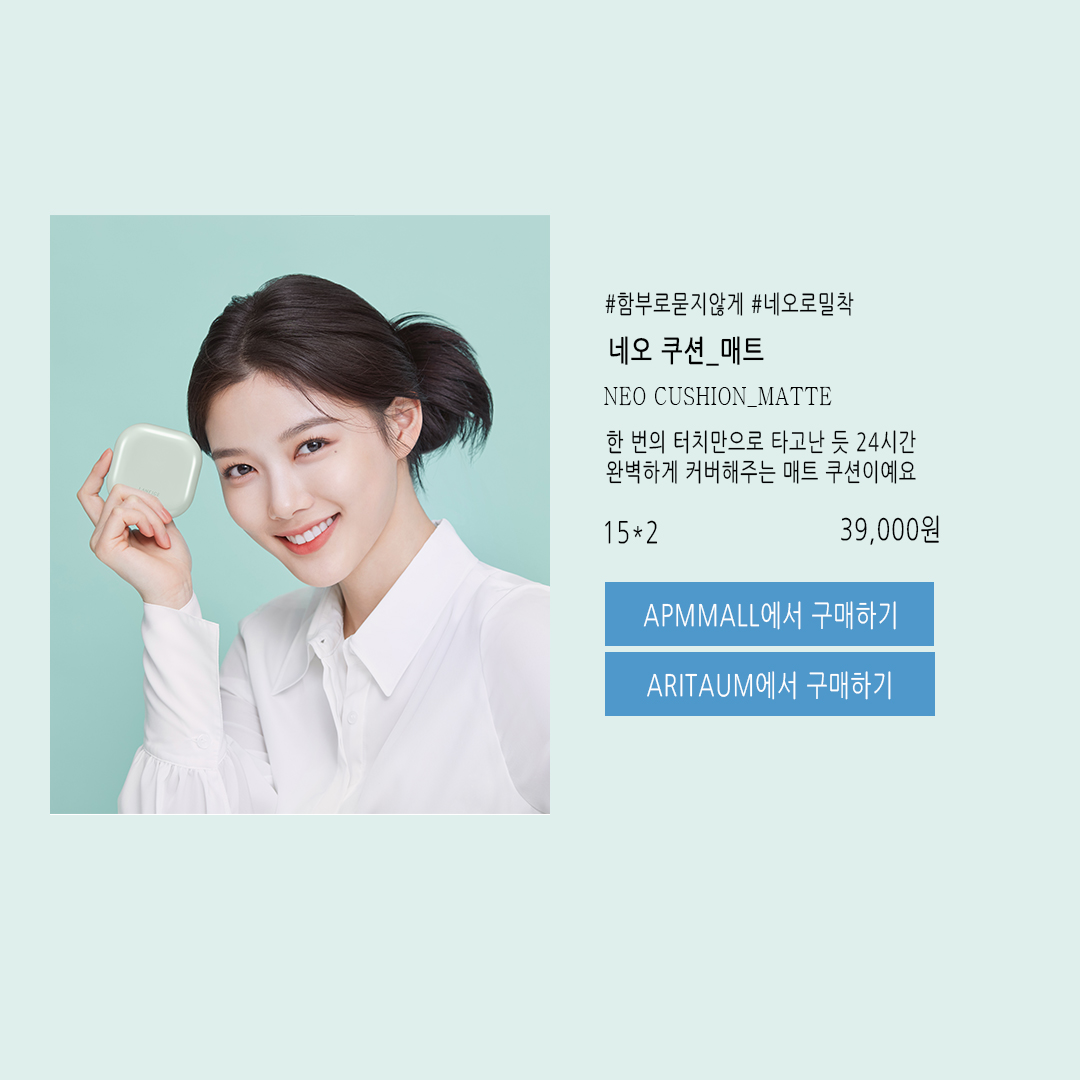 #함부로묻지않게 #네오로밀착
네오 쿠션_매트
NEO CUSHION_MATTE
한 번의 터치만으로 타고난 듯 24시간
완벽하게 커버해주는 매트 쿠션이예요
15*2 39,000원
APMMALL에서 구매하기
ARITAUM에서 구매하기